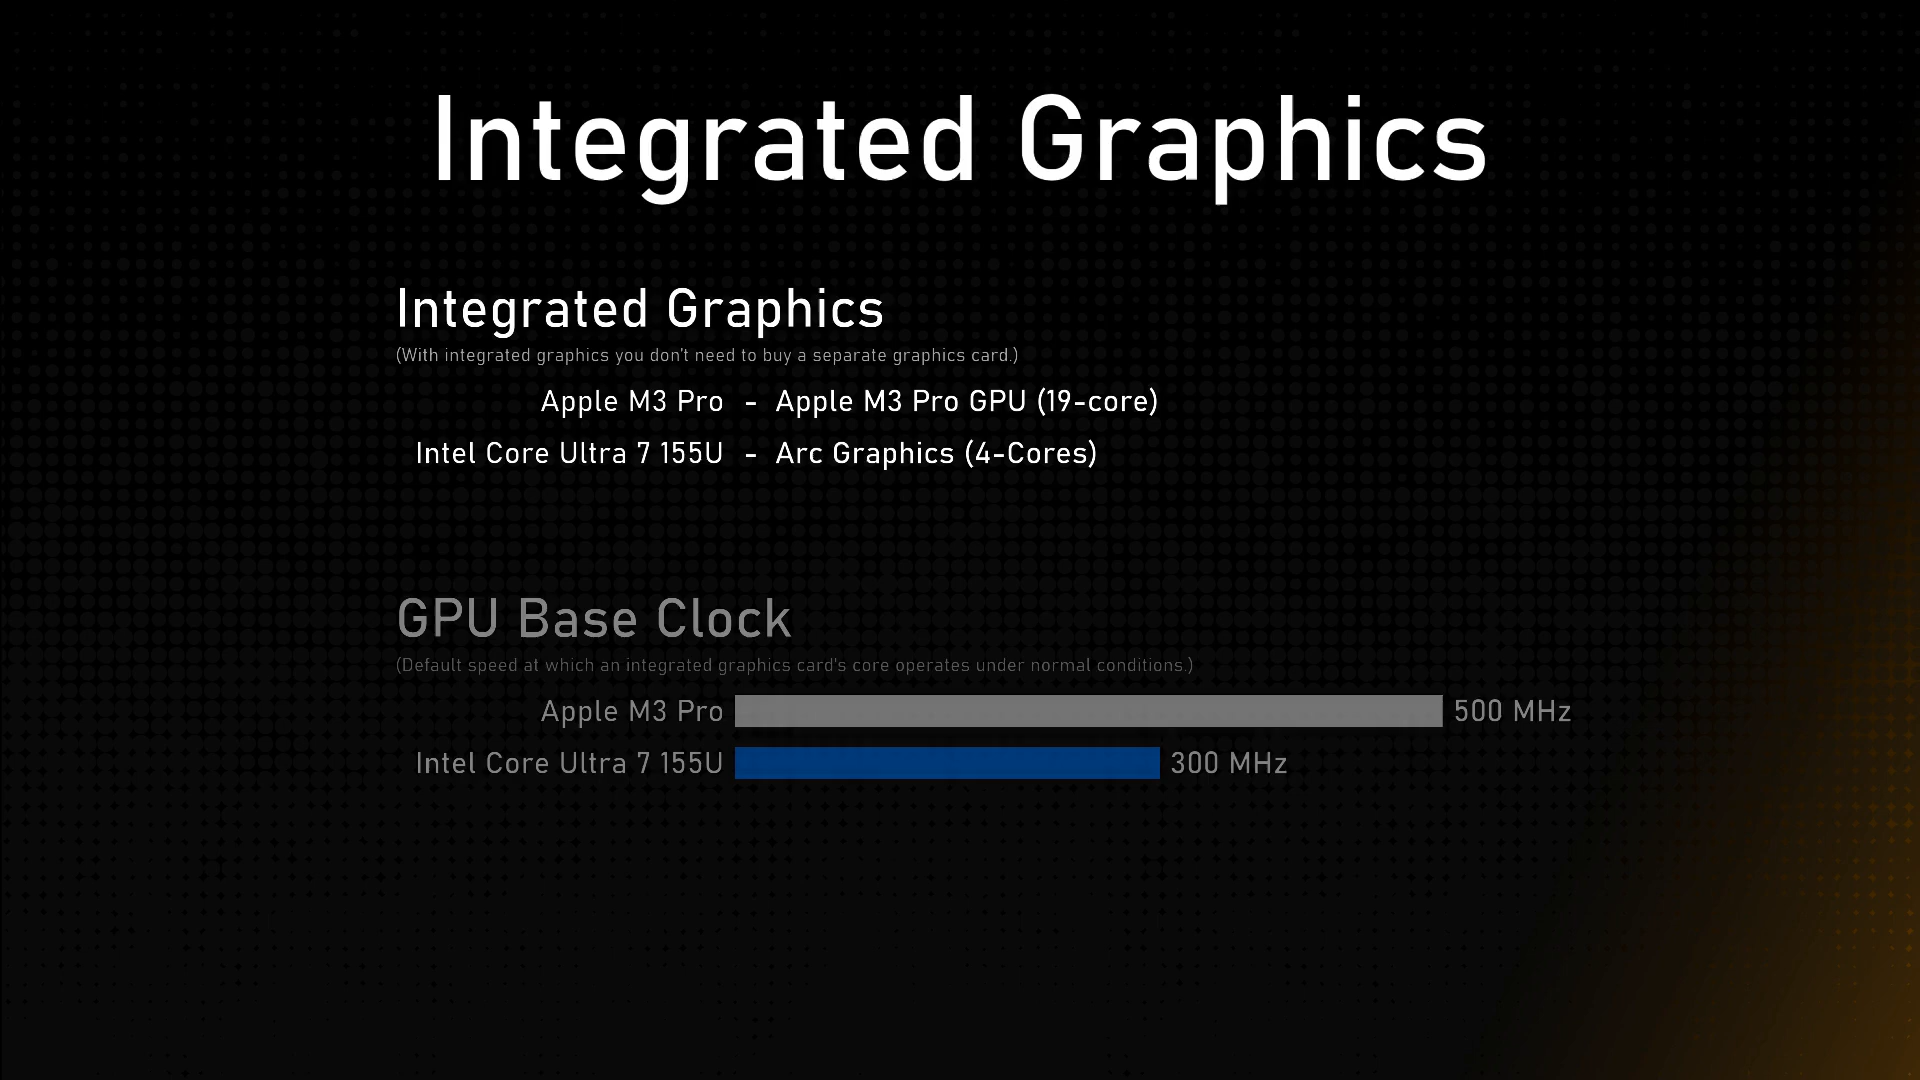 Integrated Graphics
Integrated Graphics
(With integrated graphics you don't need to buy a separate graphics card.)
Apple M3 Pro - Apple M3 Pro GPU (19-core)
Intel Core Ultra 7 155U - Arc Graphics (4-Cores)
GPU Base Clock
(Default speed at which an integrated graphics card's core operates under normal conditions.)
Apple M3 Pro 500 MHz
Intel Core Ultra 7 155U 300 MHz